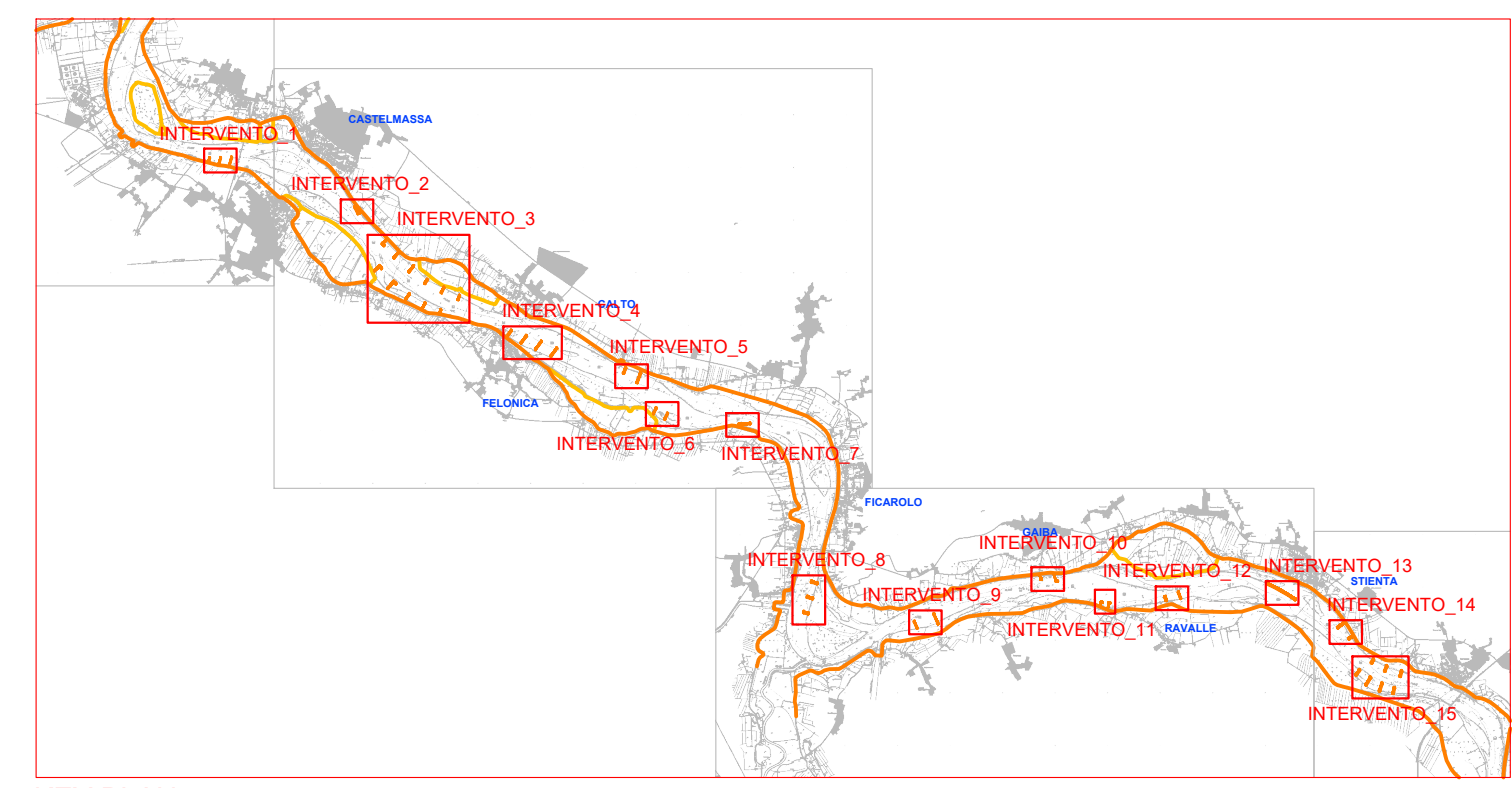 CASTELMASSA
INTERVENTO_1
INTERVENTO_2
INTERVENTO_3
CALTO
INTERVENTO_4
INTERVENTO_5
FELONICA
INTERVENTO_6
INTERVENTO_7
FICAROLO
GAIBA
INTERVENTO_10
INTERVENTO_8
INTERVENTO_12
INTERVENTO_13
STIENTA
INTERVENTO_9
INTERVENTO_14
INTERVENTO_11
RAVALLE
INTERVENTO_15